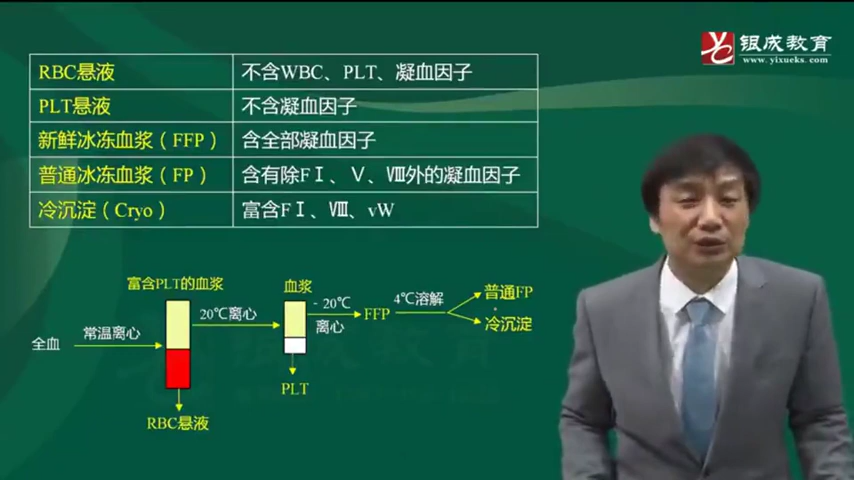 银成教育
www.yixueks.com
RBC悬液 不含WBC、PLT、凝血因子
PLT悬液 不含凝血因子
新鲜冰冻血浆（FFP） 含全部凝血因子
普通冰冻血浆（FP） 含有除FⅠ、Ⅴ、Ⅷ外的凝血因子
冷沉淀（Cryo） 富含FⅠ、Ⅷ、vW
富含PLT的血浆
血浆
全血
常温离心
20℃离心
-20℃
离心
FFP
4℃溶解
普通FP
冷沉淀
PLT
RBC悬液
银成教育